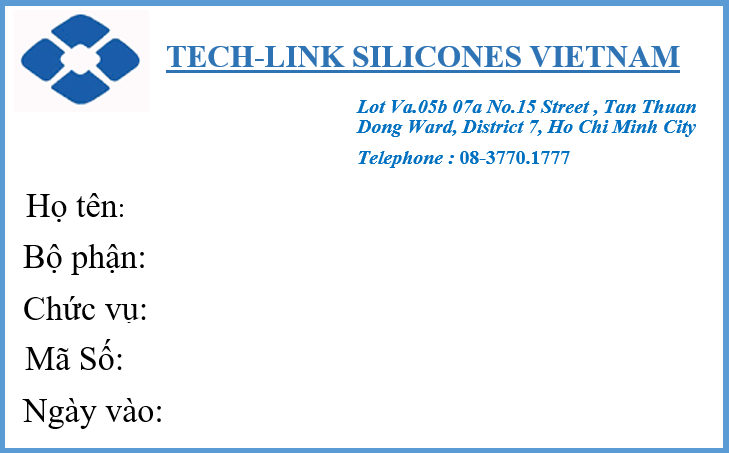 TECH-LINK SILICONES VIETNAM
Lot Va.05b 07a No.15 Street , Tan Thuan
Dong Ward, District 7, Ho Chi Minh City
Telephone : 08-3770.1777
Họ tên:
Bộ phận:
Chức vụ:
Mã Số:
Ngày vào: